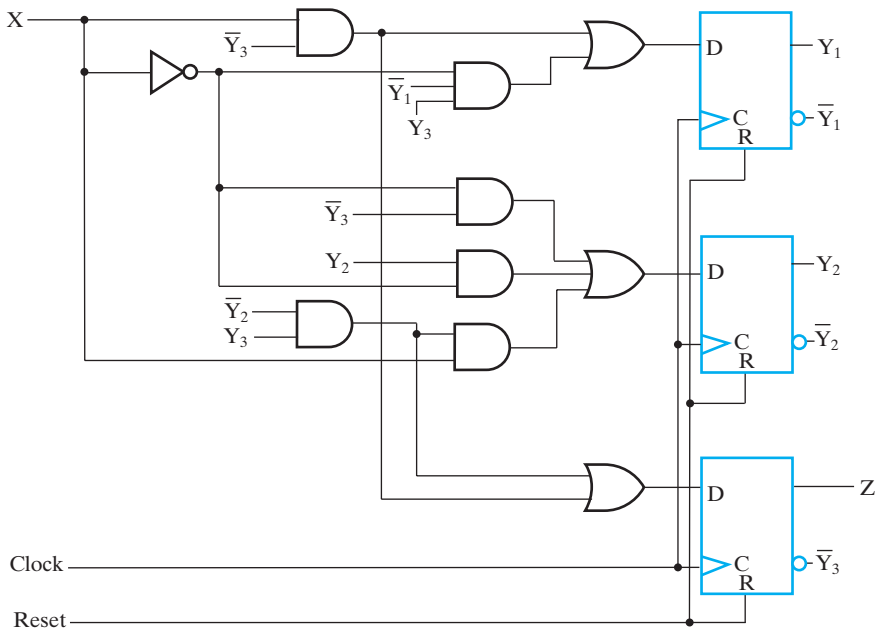 X
Y̅₃
D
Y₁
Y̅₁
Y₃
C
Y̅₁
R
Y̅₃
Y₂
D
Y₂
Y̅₂
Y₃
C
Y̅₂
R
D
Z
Clock
C
Y̅₃
R
Reset